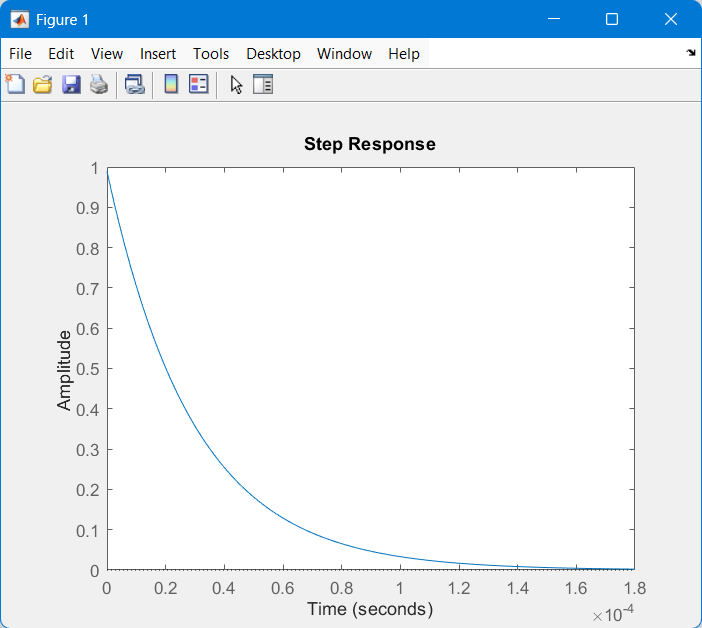 Figure 1
File Edit View Insert Tools Desktop Window Help
Step Response
1
0.9
0.8
0.7
0.6
0.5
0.4
0.3
0.2
0.1
0
Amplitude
0 0.2 0.4 0.6 0.8 1 1.2 1.4 1.6 1.8
Time (seconds)
×10⁻⁴